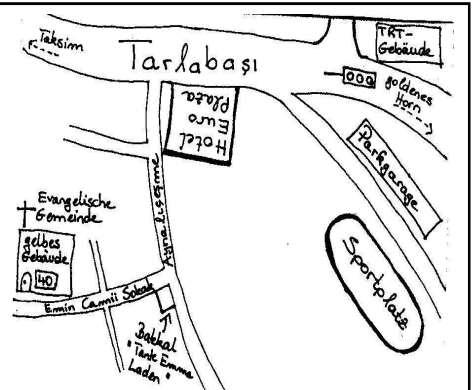 Taksim
Tarlabaşı
TRT-
Gebäude
goldenes
Horn
Hotel
Euro
Plaza
Parkgarage
Evangelische
Gemeinde
gelbes
Gebäude
40
Aynalıçeşme
Emin Camii Sokak
Sportplatz
Bakkal
"Tante Emma
Laden"